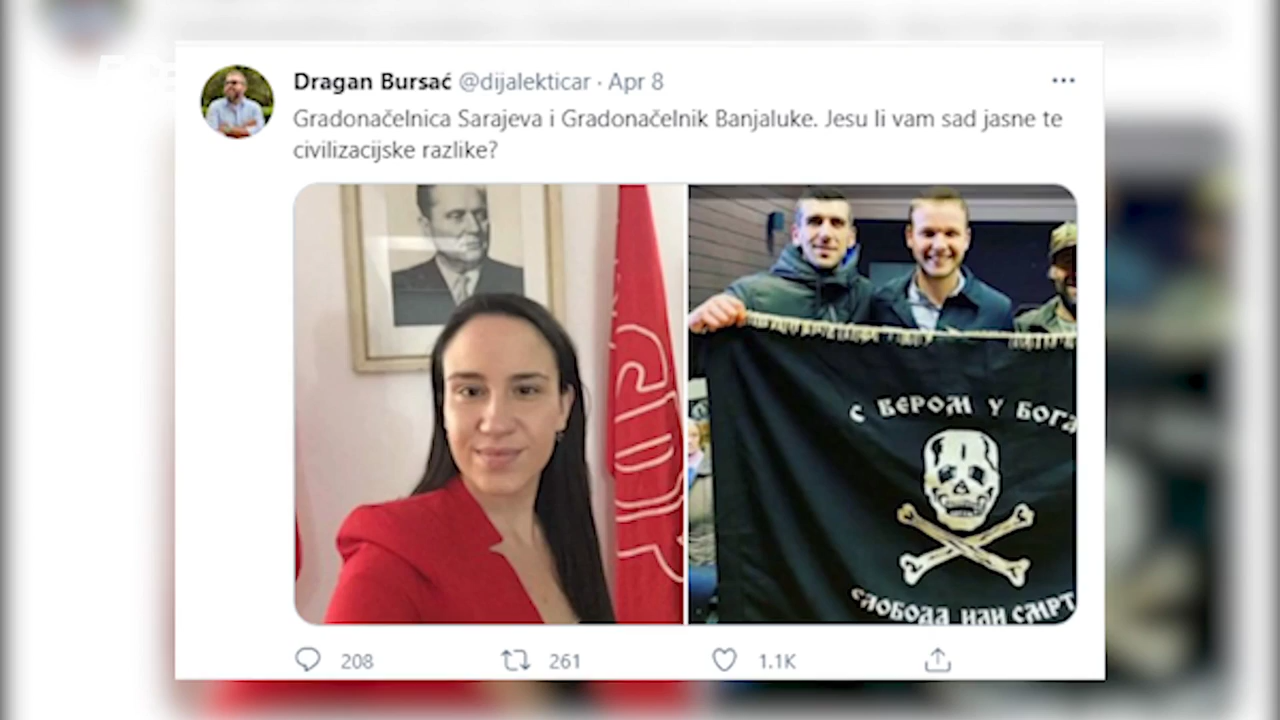 Dragan Bursać @dijalekticar · Apr 8
Gradonačelnica Sarajeva i Gradonačelnik Banjaluke. Jesu li vam sad jasne te
civilizacijske razlike?
С ВЕРОМ У БОГА
СЛОБОДА ИЛИ СМРТ
208 261 1.1K